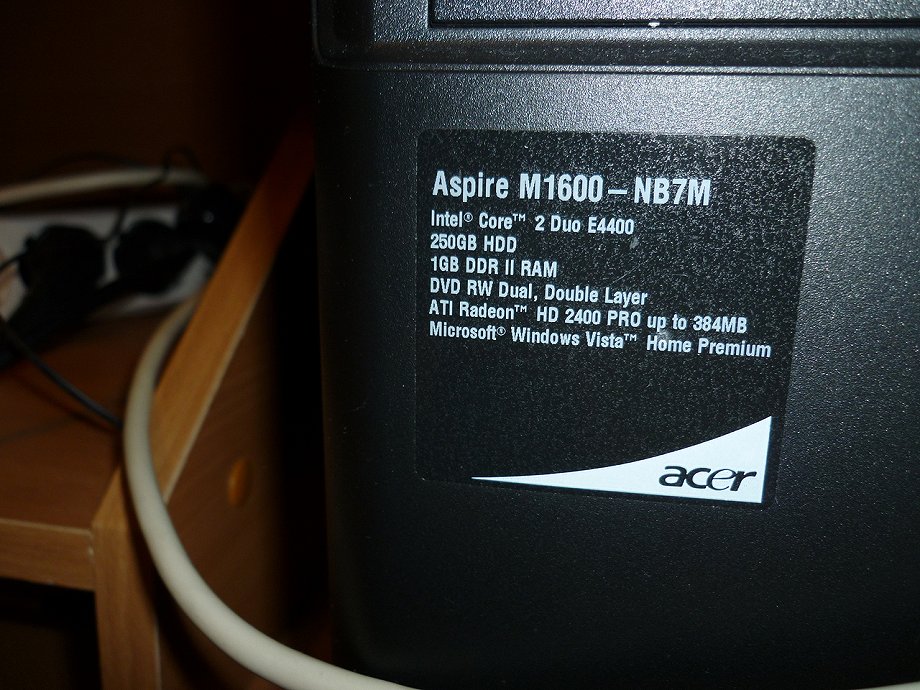 Aspire M1600 – NB7M
Intel® Core™ 2 Duo E4400
250GB HDD
1GB DDR II RAM
DVD RW Dual, Double Layer
ATI Radeon™ HD 2400 PRO up to 384MB
Microsoft® Windows Vista™ Home Premium
acer